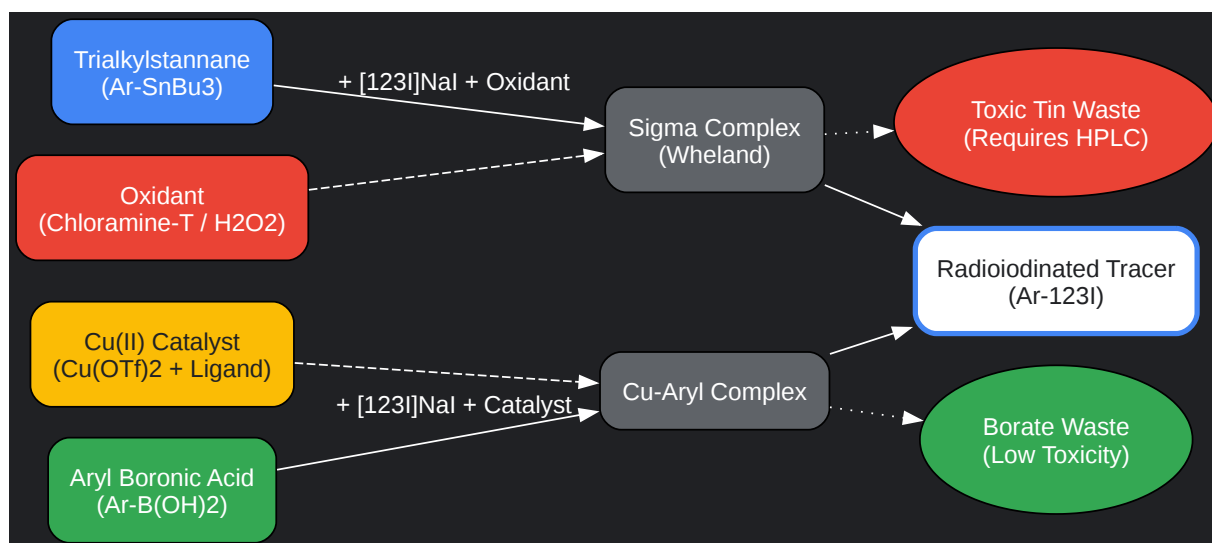 Trialkylstannane
(Ar-SnBu3)
+ [123I]NaI + Oxidant
Sigma Complex
(Wheland)
Toxic Tin Waste
(Requires HPLC)
Oxidant
(Chloramine-T / H2O2)
Radioiodinated Tracer
(Ar-123I)
Cu(II) Catalyst
(Cu(OTf)2 + Ligand)
+ [123I]NaI + Catalyst
Cu-Aryl Complex
Borate Waste
(Low Toxicity)
Aryl Boronic Acid
(Ar-B(OH)2)